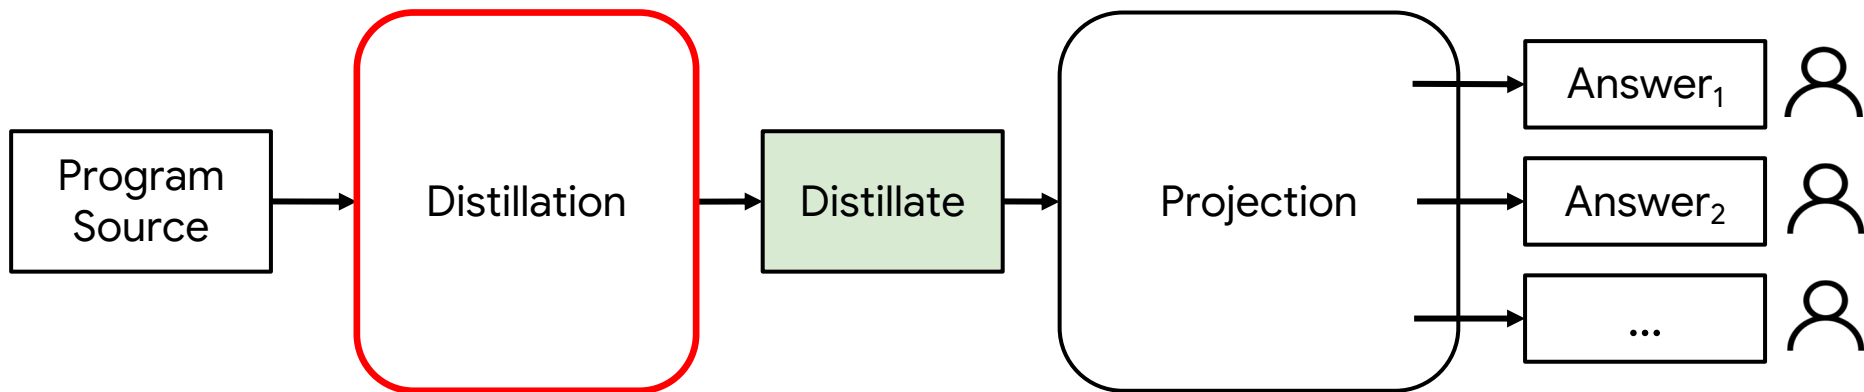 Program
Source
Distillation
Distillate
Projection
Answer₁
Answer₂
...